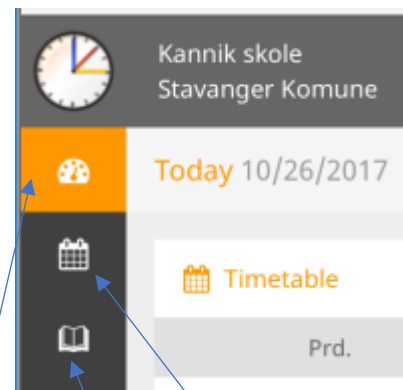 Kannik skole
Stavanger Komune
Today 10/26/2017
Timetable
Prd.